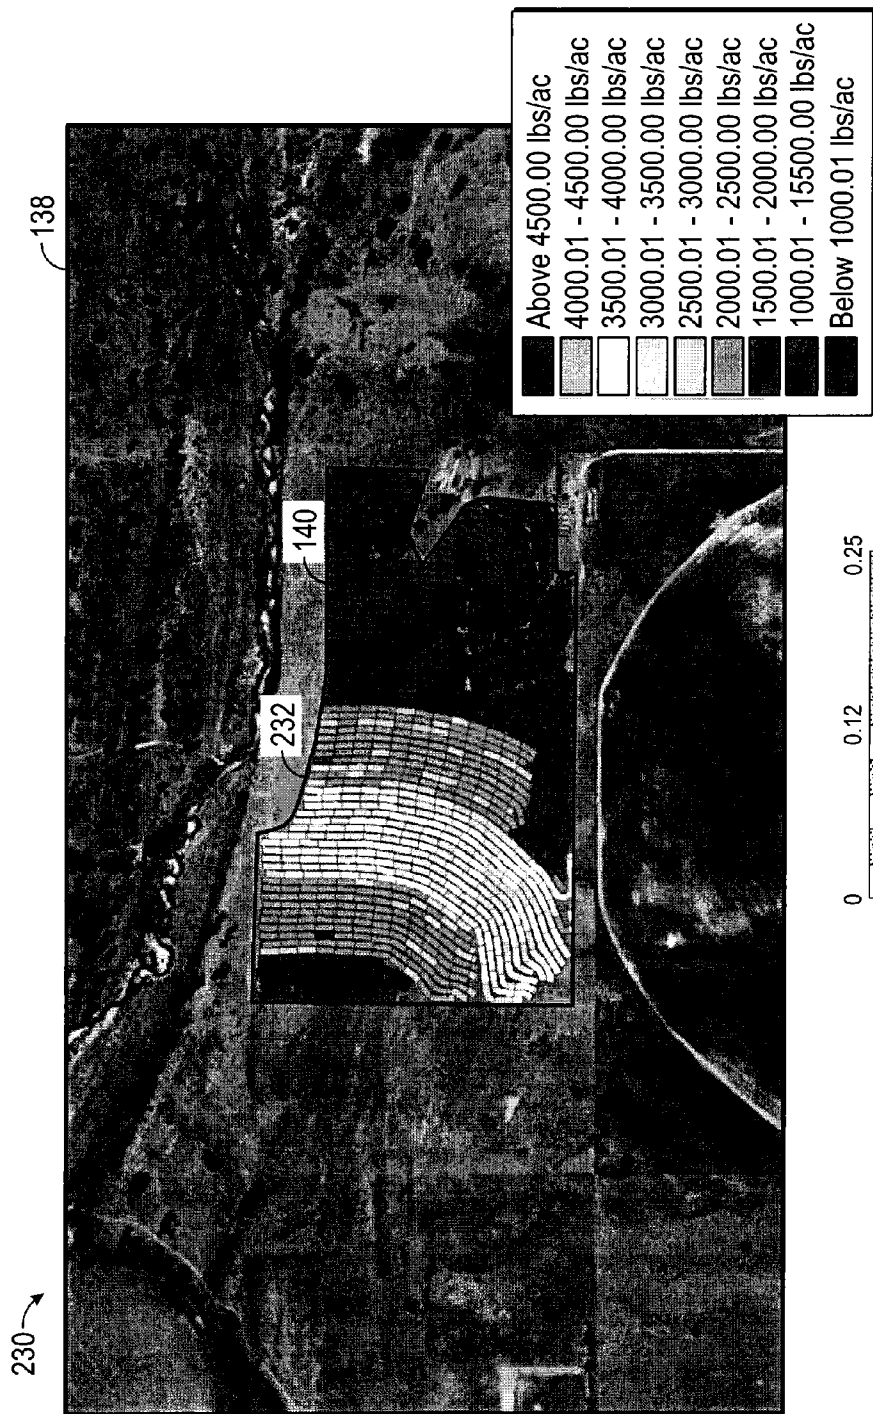 230
138
140
232
Above 4500.00 lbs/ac
4000.01 - 4500.00 lbs/ac
3500.01 - 4000.00 lbs/ac
3000.01 - 3500.00 lbs/ac
2500.01 - 3000.00 lbs/ac
2000.01 - 2500.00 lbs/ac
1500.01 - 2000.00 lbs/ac
1000.01 - 15500.00 lbs/ac
Below 1000.01 lbs/ac
0 0.12 0.25